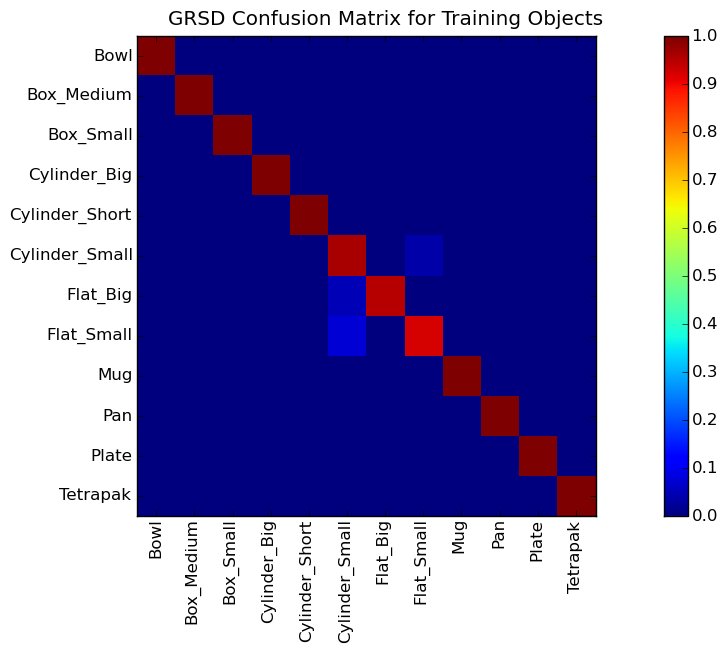 GRSD Confusion Matrix for Training Objects
Bowl
Box_Medium
Box_Small
Cylinder_Big
Cylinder_Short
Cylinder_Small
Flat_Big
Flat_Small
Mug
Pan
Plate
Tetrapak
Bowl
Box_Medium
Box_Small
Cylinder_Big
Cylinder_Short
Cylinder_Small
Flat_Big
Flat_Small
Mug
Pan
Plate
Tetrapak
1.0
0.9
0.8
0.7
0.6
0.5
0.4
0.3
0.2
0.1
0.0